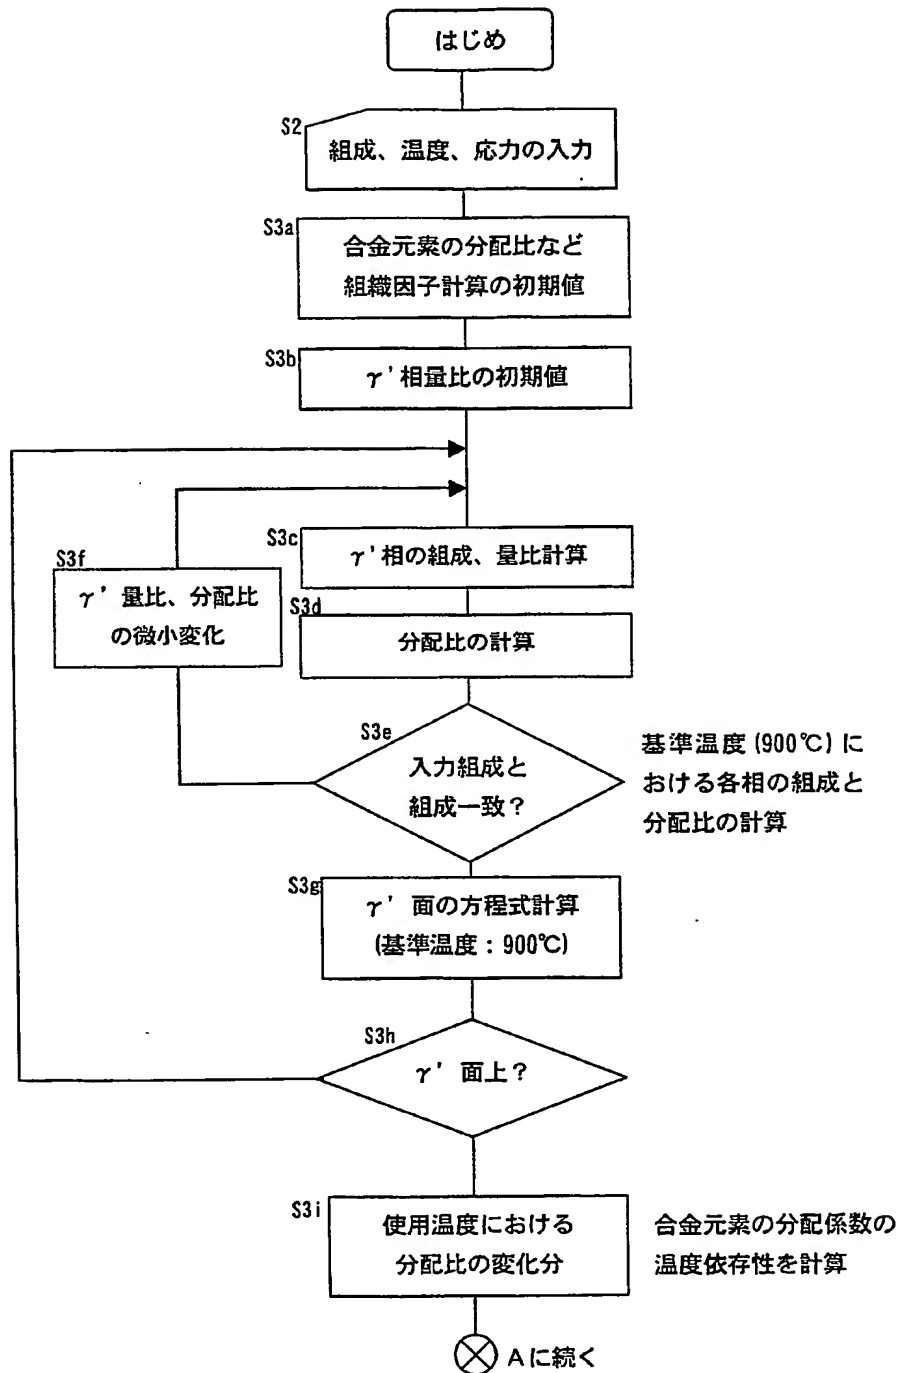 はじめ
S2
組成、温度、応力の入力
S3a
合金元素の分配比など
組織因子計算の初期値
S3b
γ'相量比の初期値
S3c
γ'相の組成、量比計算
S3f
γ' 量比、分配比
の微小変化
S3d
分配比の計算
S3e
入力組成と
組成一致?
基準温度(900℃)に
おける各相の組成と
分配比の計算
S3g
γ' 面の方程式計算
(基準温度:900℃)
S3h
γ' 面上?
S3i
使用温度における
分配比の変化分
合金元素の分配係数の
温度依存性を計算
Aに続く